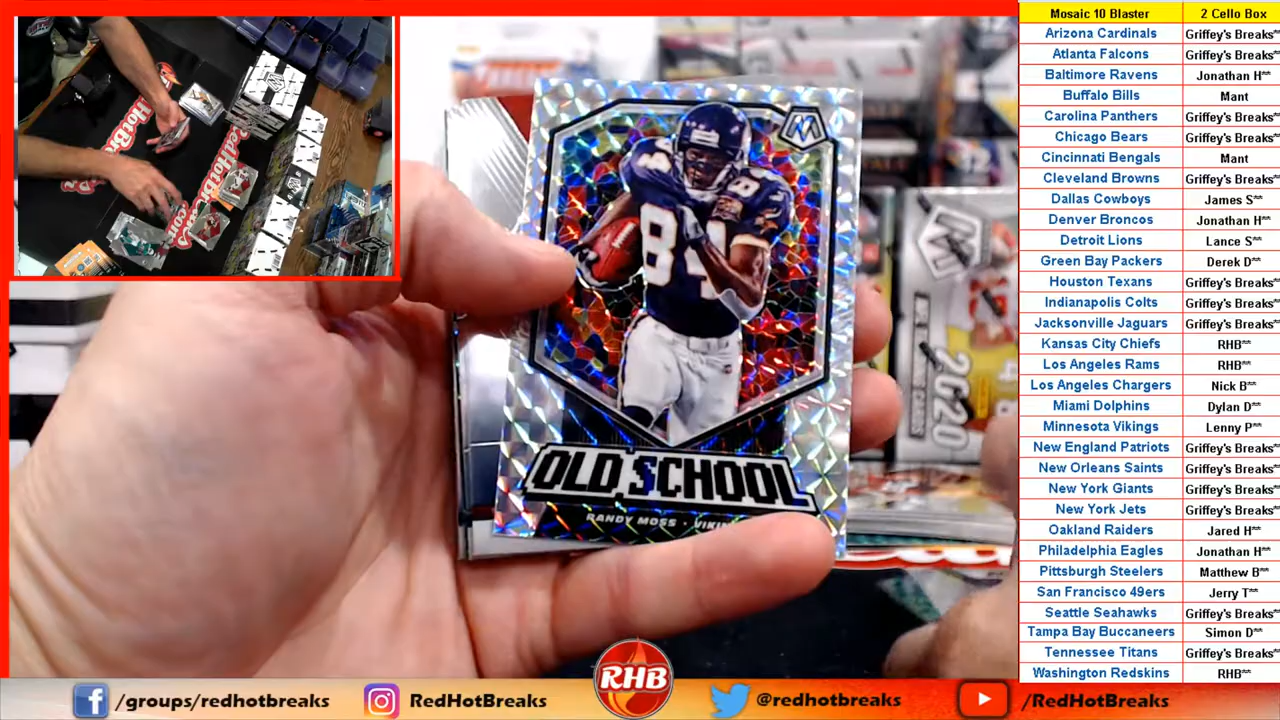 Mosaic 10 Blaster 2 Cello Box
Arizona Cardinals Griffey's Breaks**
Atlanta Falcons Griffey's Breaks**
Baltimore Ravens Jonathan H**
Buffalo Bills Mant
Carolina Panthers Griffey's Breaks**
Chicago Bears Griffey's Breaks**
Cincinnati Bengals Mant
Cleveland Browns Griffey's Breaks**
Dallas Cowboys James S**
Denver Broncos Jonathan H**
Detroit Lions Lance S**
Green Bay Packers Derek D**
Houston Texans Griffey's Breaks**
Indianapolis Colts Griffey's Breaks**
Jacksonville Jaguars Griffey's Breaks**
Kansas City Chiefs RHB**
Los Angeles Rams RHB**
Los Angeles Chargers Nick B**
Miami Dolphins Dylan D**
Minnesota Vikings Lenny P**
New England Patriots Griffey's Breaks**
New Orleans Saints Griffey's Breaks**
New York Giants Griffey's Breaks**
New York Jets Griffey's Breaks**
Oakland Raiders Jared H**
Philadelphia Eagles Jonathan H**
Pittsburgh Steelers Matthew B**
San Francisco 49ers Jerry T**
Seattle Seahawks Griffey's Breaks**
Tampa Bay Buccaneers Simon D**
Tennessee Titans Griffey's Breaks**
Washington Redskins RHB**
84
84
OLD SCHOOL
RANDY MOSS • VIKIN
2020
RedHotBreaks
/groups/redhotbreaks
RedHotBreaks
RHB
@redhotbreaks
/RedHotBreaks